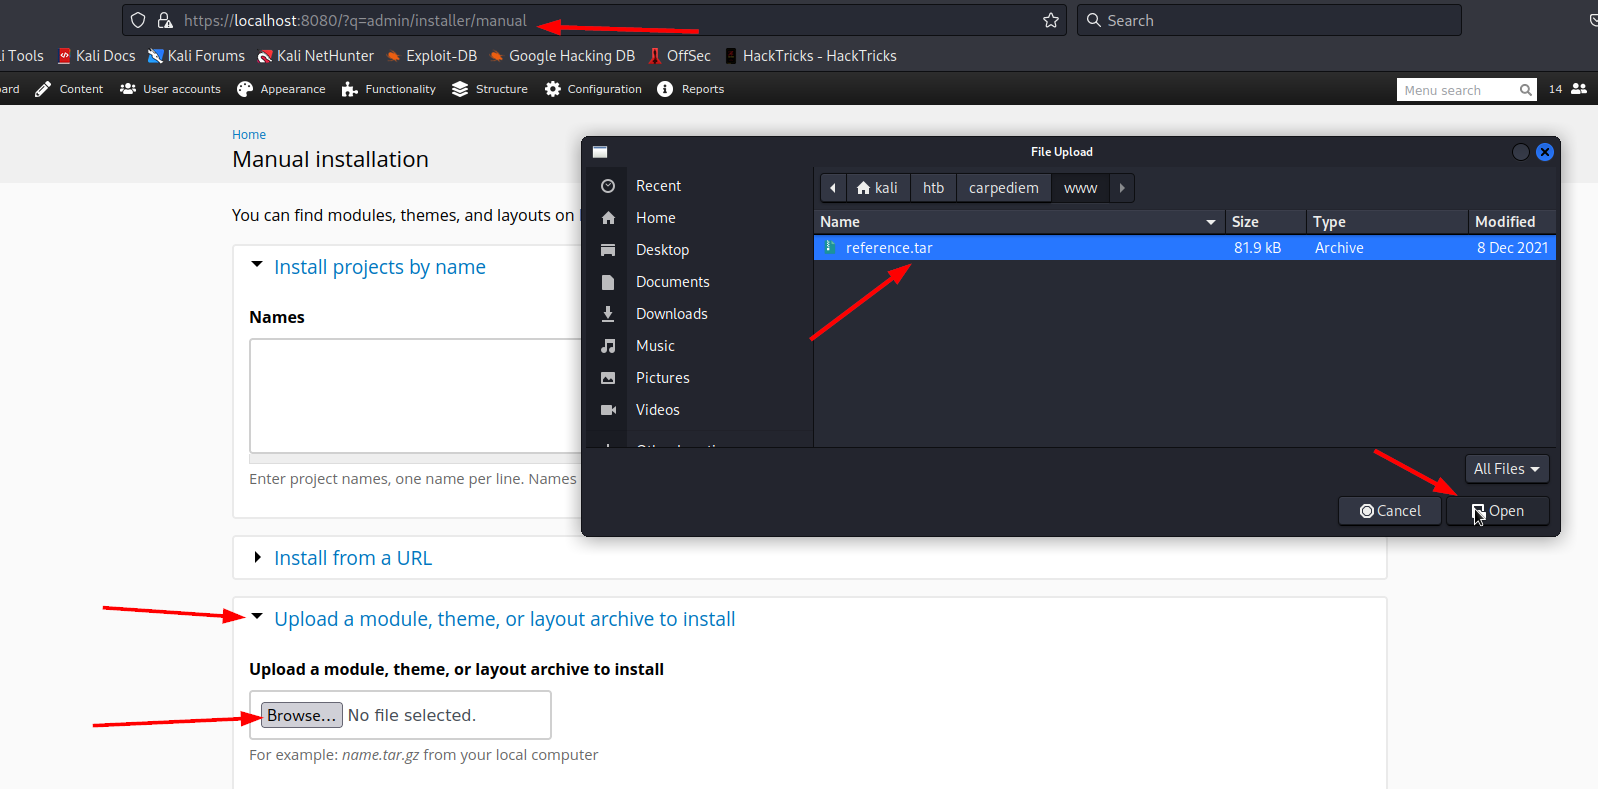 https://localhost:8080/?q=admin/installer/manual
Search
i Tools Kali Docs Kali Forums Kali NetHunter Exploit-DB Google Hacking DB OffSec HackTricks - HackTricks
ard Content User accounts Appearance Functionality Structure Configuration Reports Menu search 14
Home
Manual installation
You can find modules, themes, and layouts on
Install projects by name
Names
Enter project names, one name per line. Names
Install from a URL
Upload a module, theme, or layout archive to install
Upload a module, theme, or layout archive to install
Browse... No file selected.
For example: name.tar.gz from your local computer
File Upload
Recent
Home
Desktop
Documents
Downloads
Music
Pictures
Videos
kali htb carpediem www
Name Size Type Modified
reference.tar 81.9 kB Archive 8 Dec 2021
All Files
Cancel Open